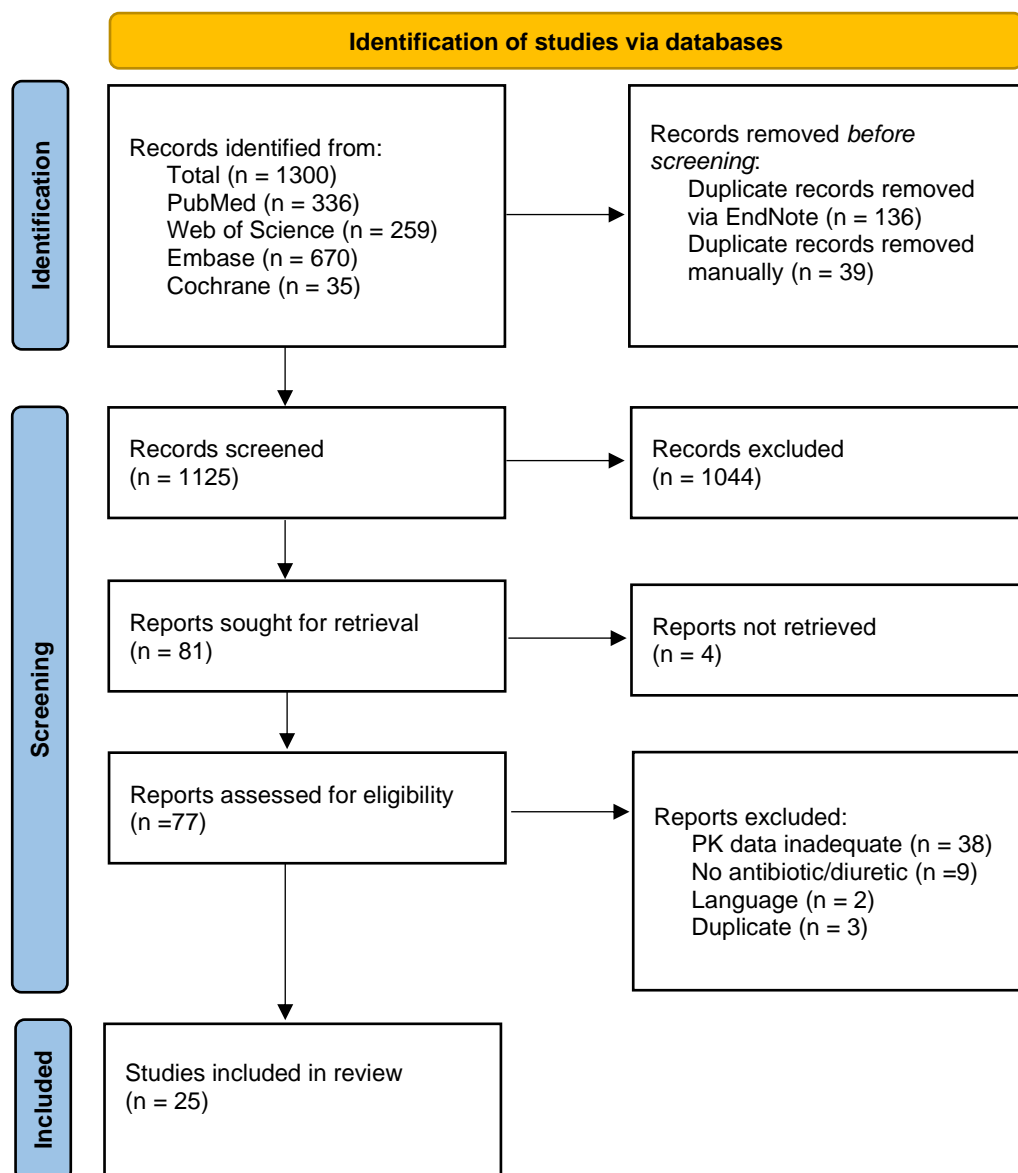 Identification of studies via databases
Identification
Records identified from:
Total (n = 1300)
PubMed (n = 336)
Web of Science (n = 259)
Embase (n = 670)
Cochrane (n = 35)
Records removed before
screening:
Duplicate records removed
via EndNote (n = 136)
Duplicate records removed
manually (n = 39)
Screening
Records screened
(n = 1125)
Records excluded
(n = 1044)
Reports sought for retrieval
(n = 81)
Reports not retrieved
(n = 4)
Reports assessed for eligibility
(n =77)
Reports excluded:
PK data inadequate (n = 38)
No antibiotic/diuretic (n =9)
Language (n = 2)
Duplicate (n = 3)
Included
Studies included in review
(n = 25)